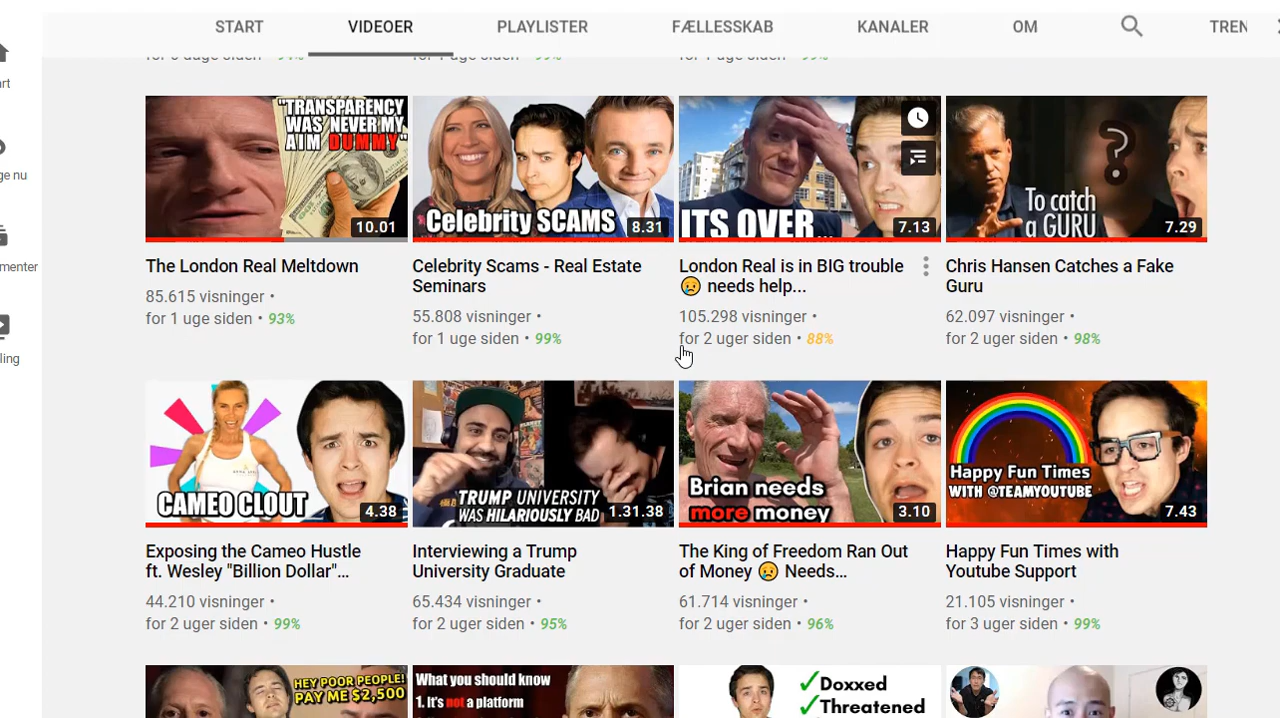 START VIDEOER PLAYLISTER FÆLLESSKAB KANALER OM TREN
rt
ge nu
menter
ling
"TRANSPARENCY
WAS NEVER MY
AIM DUMMY"
10.01
Celebrity SCAMS
8.31
ITS OVER...
7.13
?
To catch
a GURU
7.29
The London Real Meltdown
85.615 visninger •
for 1 uge siden • 93%
Celebrity Scams - Real Estate
Seminars
55.808 visninger •
for 1 uge siden • 99%
London Real is in BIG trouble
😥 needs help...
105.298 visninger •
for 2 uger siden • 88%
Chris Hansen Catches a Fake
Guru
62.097 visninger •
for 2 uger siden • 98%
CAMEO CLOUT
4.38
TRUMP UNIVERSITY
WAS HILARIOUSLY BAD
1.31.38
Brian needs
more money
3.10
Happy Fun Times
WITH @TEAMYOUTUBE
7.43
Exposing the Cameo Hustle
ft. Wesley "Billion Dollar"...
44.210 visninger •
for 2 uger siden • 99%
Interviewing a Trump
University Graduate
65.434 visninger •
for 2 uger siden • 95%
The King of Freedom Ran Out
of Money 😥 Needs...
61.714 visninger •
for 2 uger siden • 96%
Happy Fun Times with
Youtube Support
21.105 visninger •
for 3 uger siden • 99%
HEY POOR PEOPLE!
PAY ME $2,500
What you should know
1. It's not a platform
✓Doxxed
✓Threatened